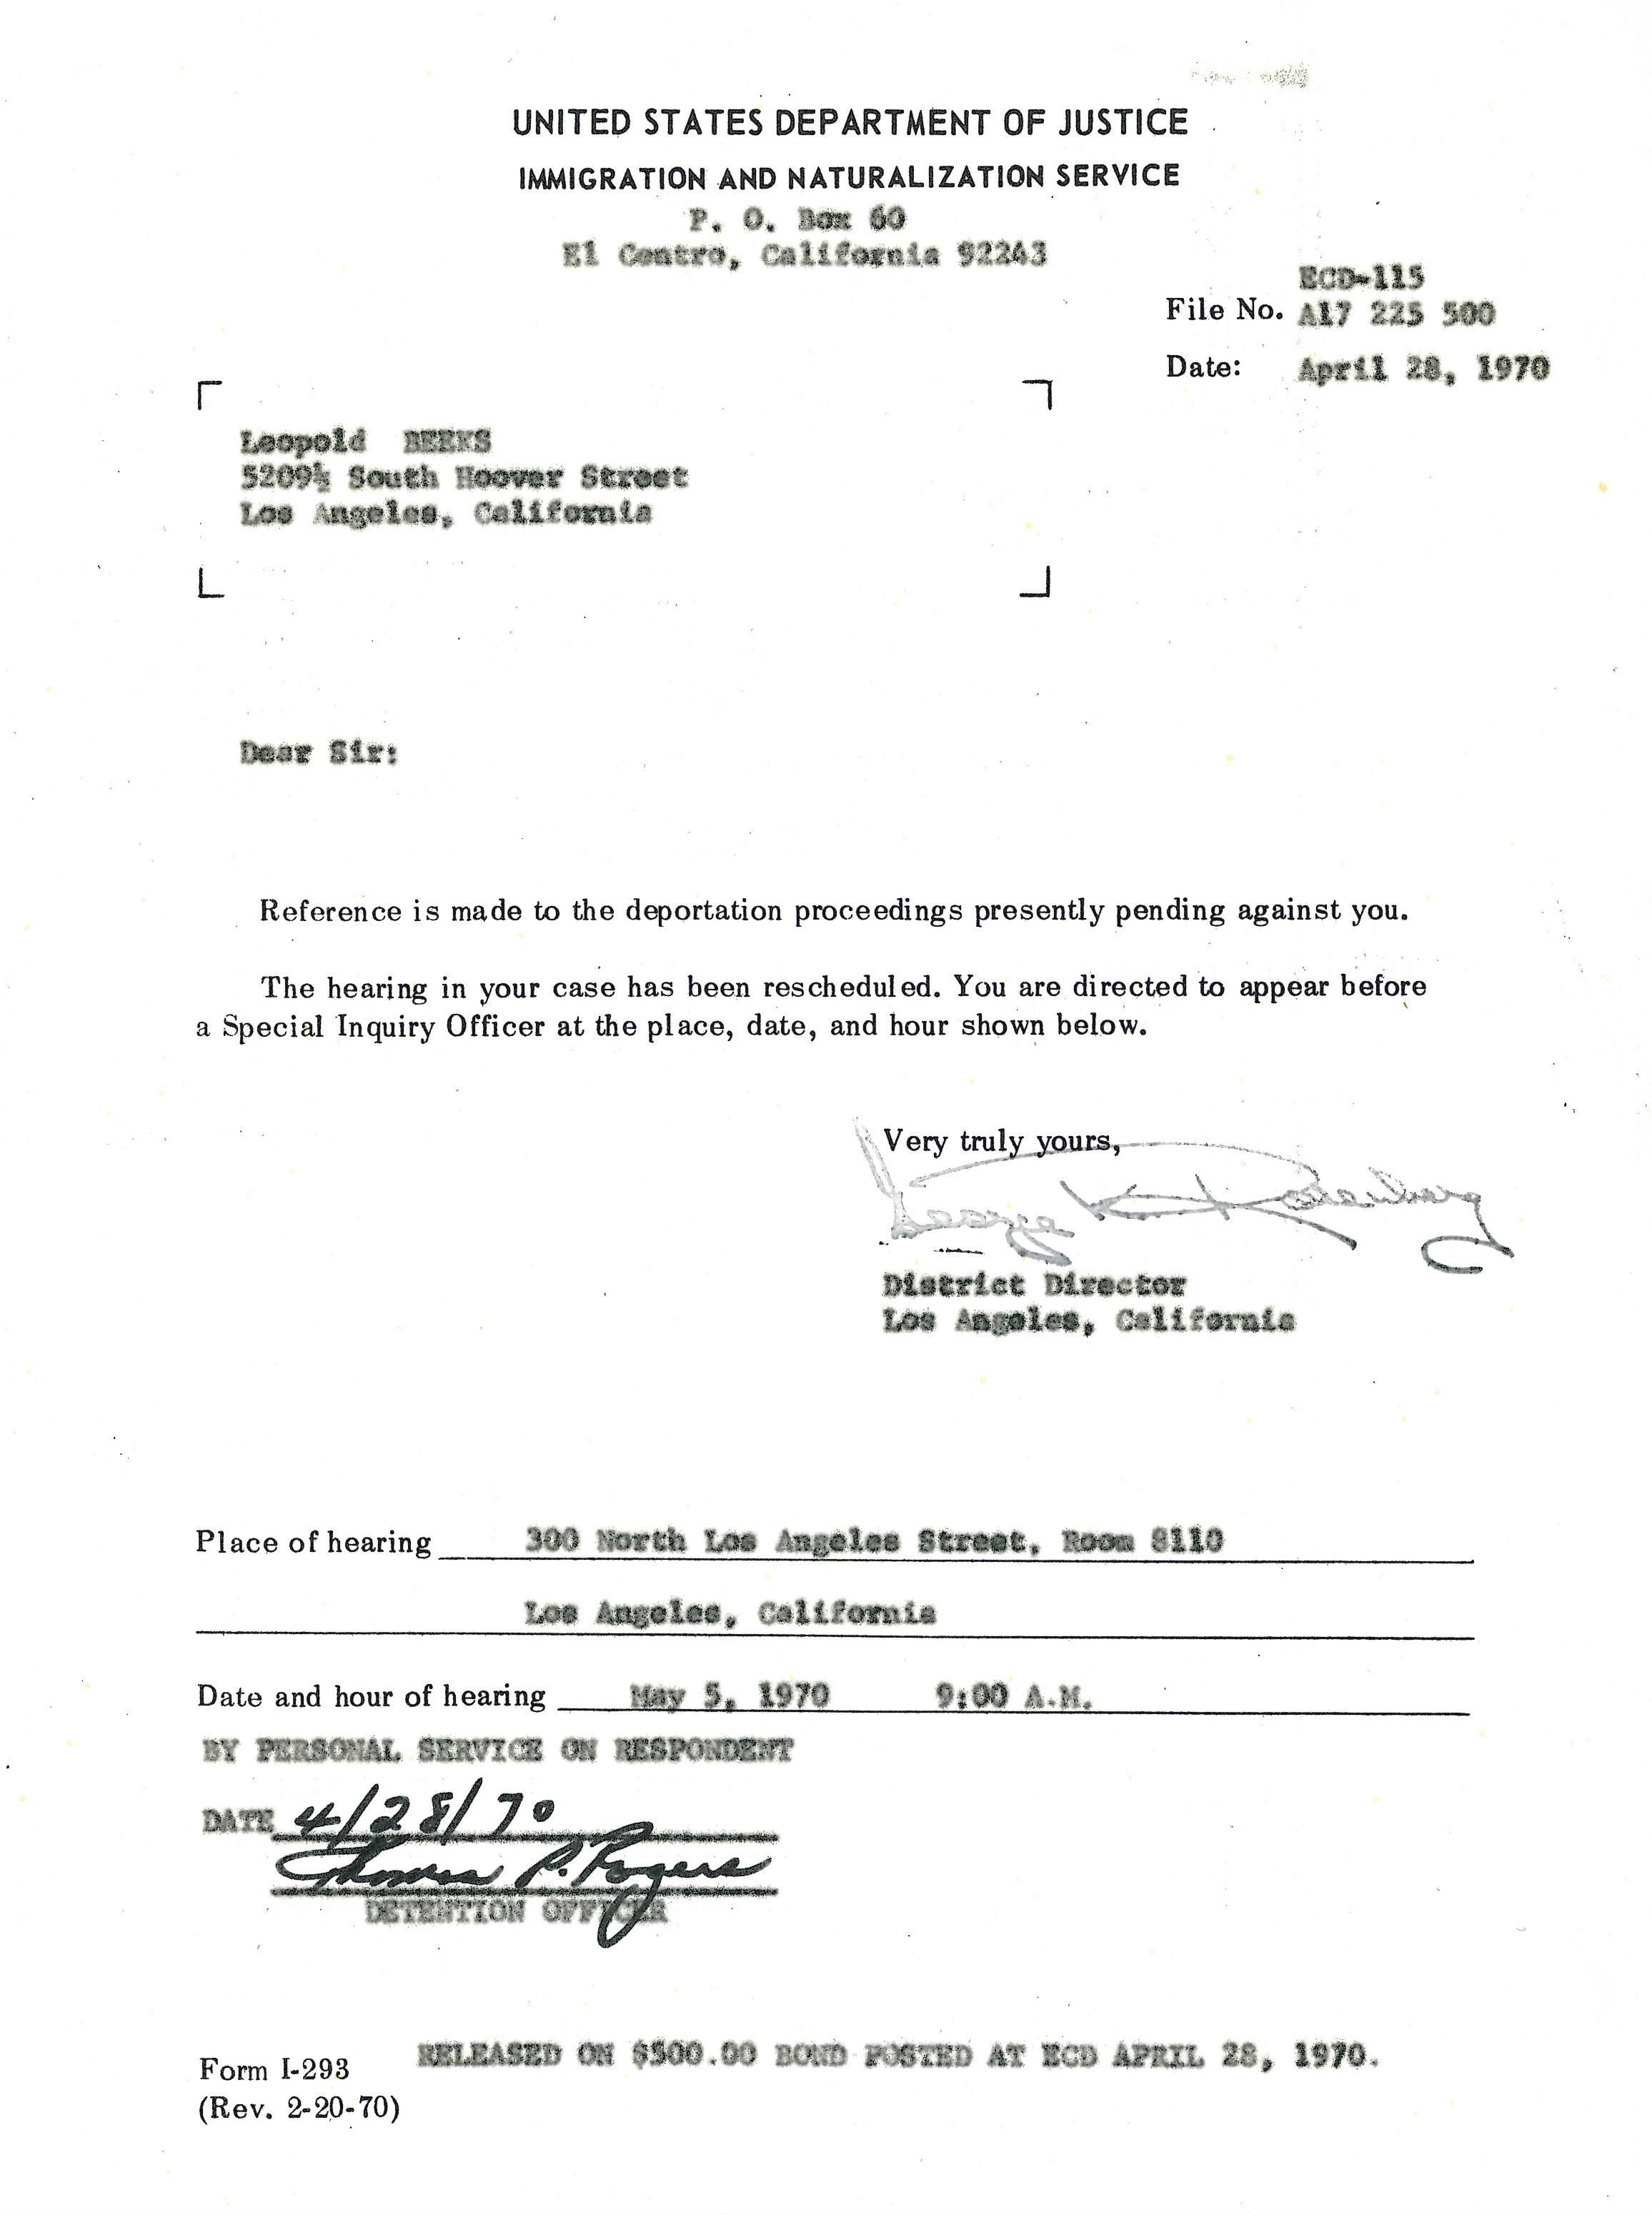 UNITED STATES DEPARTMENT OF JUSTICE
IMMIGRATION AND NATURALIZATION SERVICE
P. O. Box 60
El Centro, California 92243
ECD-115
File No. A17 225 500
Date: April 28, 1970
Leopold BEEKS
5209½ South Hoover Street
Los Angeles, California
Dear Sir:
Reference is made to the deportation proceedings presently pending against you.
The hearing in your case has been rescheduled. You are directed to appear before
a Special Inquiry Officer at the place, date, and hour shown below.
Very truly yours,
George K Rosenberg
District Director
Los Angeles, California
Place of hearing 300 North Los Angeles Street, Room 8110
Los Angeles, California
Date and hour of hearing May 5, 1970 9:00 A.M.
BY PERSONAL SERVICE ON RESPONDENT
DATE 4/28/70
Thomas P. Rogers
DETENTION OFFICER
RELEASED ON $500.00 BOND POSTED AT ECD APRIL 28, 1970.
Form I-293
(Rev. 2-20-70)